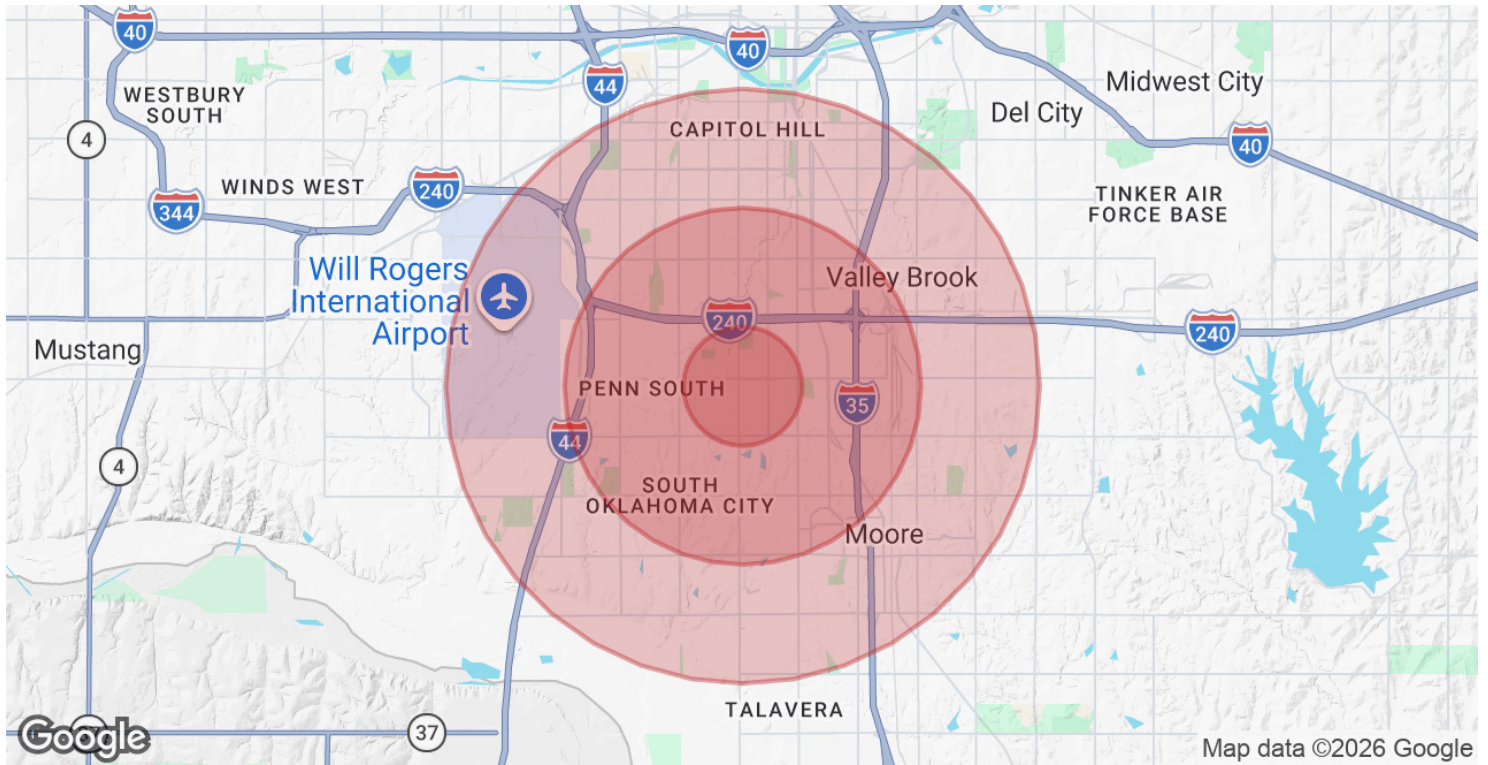 40
40
44
Midwest City
WESTBURY
SOUTH
Del City
CAPITOL HILL
4
40
240
WINDS WEST
344
TINKER AIR
FORCE BASE
Will Rogers
International
Airport
Valley Brook
240
240
Mustang
PENN SOUTH
35
44
4
SOUTH
OKLAHOMA CITY
Moore
TALAVERA
37
Google
Map data ©2026 Google